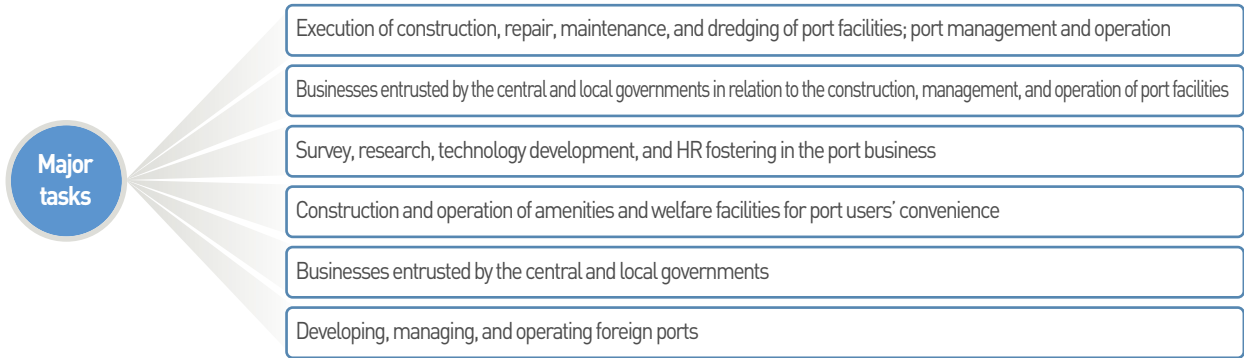 Major
tasks
Execution of construction, repair, maintenance, and dredging of port facilities; port management and operation
Businesses entrusted by the central and local governments in relation to the construction, management, and operation of port facilities
Survey, research, technology development, and HR fostering in the port business
Construction and operation of amenities and welfare facilities for port users’ convenience
Businesses entrusted by the central and local governments
Developing, managing, and operating foreign ports